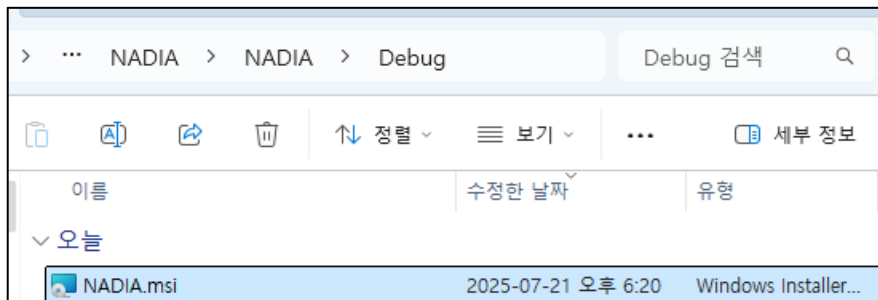 > ... NADIA > NADIA > Debug Debug 검색
정렬 보기 ... 세부 정보
이름 수정한 날짜 유형
오늘
NADIA.msi 2025-07-21 오후 6:20 Windows Installer...